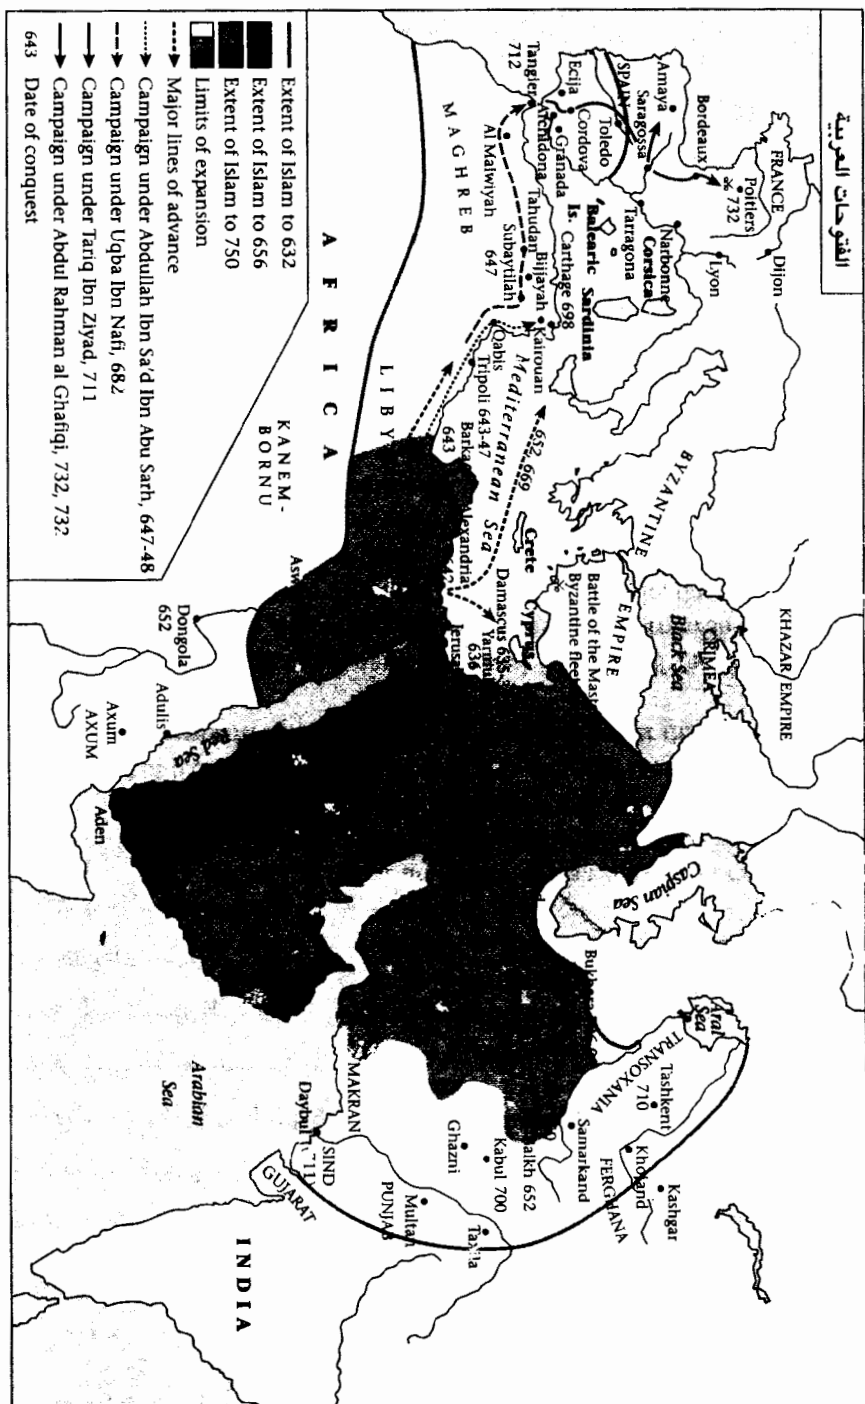 الفتوحات العربية
FRANCE
Poitiers
732
Dijon
Bordeaux
Lyon
Amaya
Saragossa
SPAIN
Narbonne
Corsica
Tarragona
Toledo
Ecija
Cordova
Granada
Archidona
Balearic
Is.
Sardinia
Tangier
712
Carthage 698
Bijjayah
Kairouan
Al Malwiyah
Tahudan
Subaytilah
647
MAGHREB
Qabis
Tripoli 643-47
Mediterranean Sea
652
669
Barka
643
LIBY
AFRICA
KANEM-
BORNU
BYZANTINE
EMPIRE
Crete
Cyprus
Battle of the Mast
Byzantine fleet
Alexandria
Damascus 635
636
KHAZAR EMPIRE
CRIMEA
Black Sea
Caspian Sea
Aral
Sea
TRANSOXANIA
Tashkent
710
Khokand
Kashgar
FERGHANA
Samarkand
652
Kabul 700
Ghazni
MAKRAN
Daybul
SIND
GUJARAT
Multan
PUNJAB
INDIA
Arabian
Sea
Red Sea
Dongola
652
Adulis
Axum
AXUM
Aden
Extent of Islam to 632
Extent of Islam to 656
Extent of Islam to 750
Limits of expansion
Major lines of advance
Campaign under Abdullah Ibn Sa'd Ibn Abu Sarh, 647-48
Campaign under Uqba Ibn Nafi, 682
Campaign under Tariq Ibn Ziyad, 711
Campaign under Abdul Rahman al Ghafiqi, 732, 732
643 Date of conquest